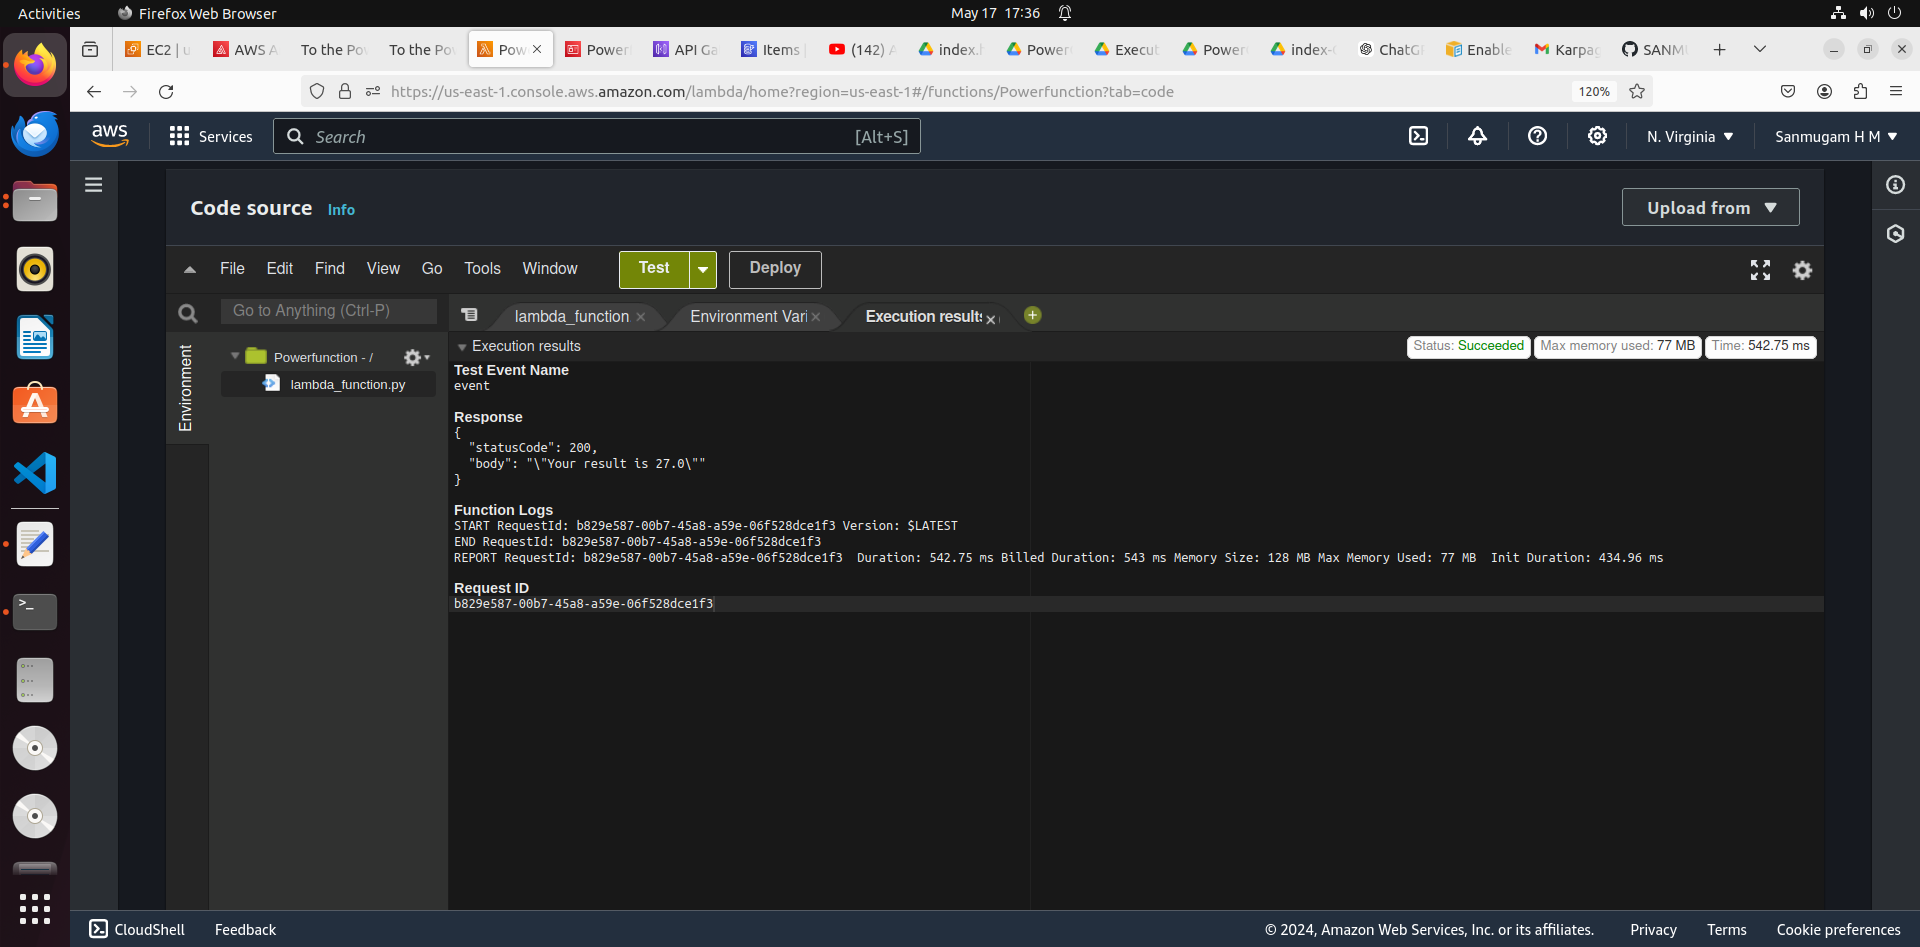 Activities
Firefox Web Browser
May 17 17:36
EC2 | u
AWS A
To the Po
To the Po
Pow
Power
API Ga
Items |
(142) A
index.h
Power
Execut
Power
index-
ChatG
Enable
Karpag
SANM
https://us-east-1.console.aws.amazon.com/lambda/home?region=us-east-1#/functions/Powerfunction?tab=code
120%
aws
Services
Search
[Alt+S]
N. Virginia
Sanmugam H M
Code source Info
Upload from
File Edit Find View Go Tools Window
Test
Deploy
Go to Anything (Ctrl-P)
lambda_function
Environment Vari
Execution results
Environment
Powerfunction - /
lambda_function.py
Execution results
Status: Succeeded
Max memory used: 77 MB
Time: 542.75 ms
Test Event Name
event
Response
{
"statusCode": 200,
"body": "\"Your result is 27.0\""
}
Function Logs
START RequestId: b829e587-00b7-45a8-a59e-06f528dce1f3 Version: $LATEST
END RequestId: b829e587-00b7-45a8-a59e-06f528dce1f3
REPORT RequestId: b829e587-00b7-45a8-a59e-06f528dce1f3 Duration: 542.75 ms Billed Duration: 543 ms Memory Size: 128 MB Max Memory Used: 77 MB Init Duration: 434.96 ms
Request ID
b829e587-00b7-45a8-a59e-06f528dce1f3
CloudShell
Feedback
© 2024, Amazon Web Services, Inc. or its affiliates.
Privacy
Terms
Cookie preferences